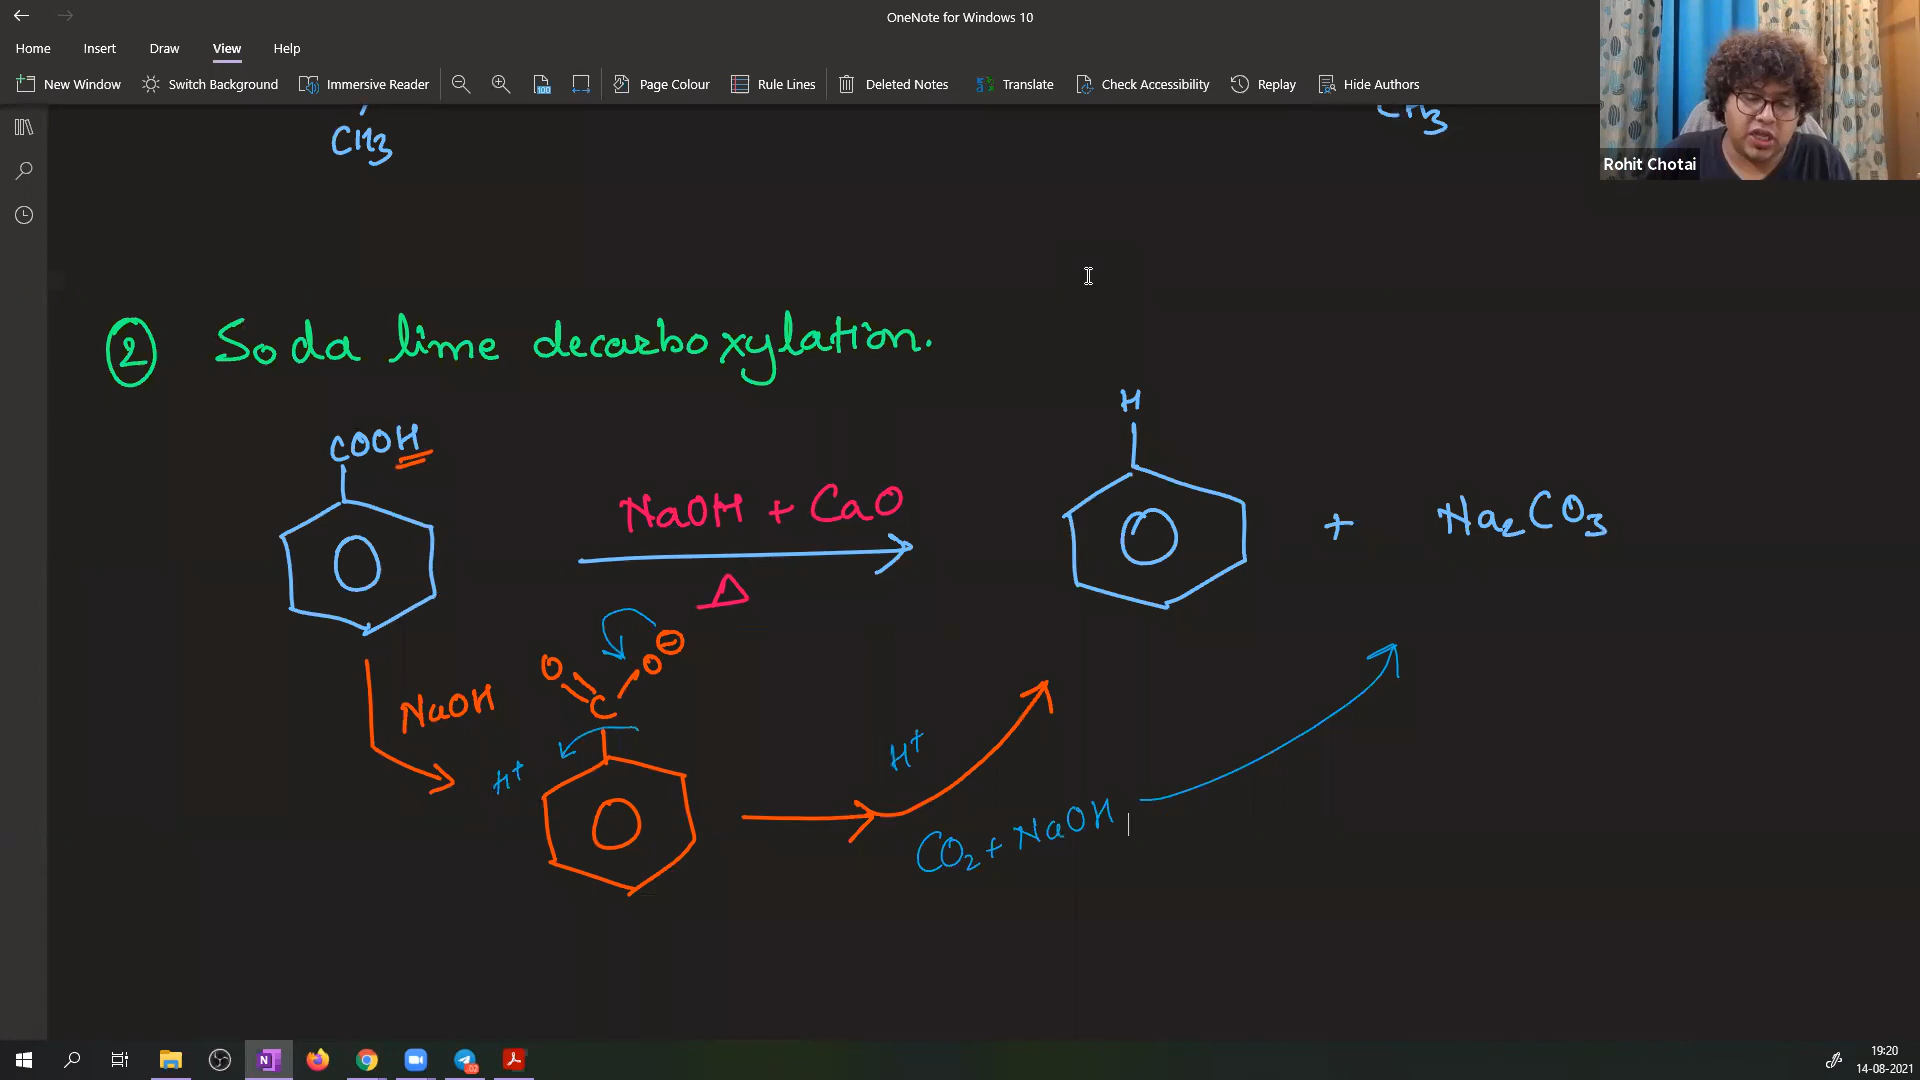 OneNote for Windows 10
Home Insert Draw View Help
New Window Switch Background Immersive Reader 100 Page Colour Rule Lines Deleted Notes Translate Check Accessibility Replay Hide Authors
CH3
CH3
Rohit Chotai
② Soda lime decarboxylation.
COOH
H
NaOH + CaO
Δ
+ Na₂CO₃
O O⊖
C
NaOH
H⁺
H⁺
CO₂ + NaOH
19:20
14-08-2021